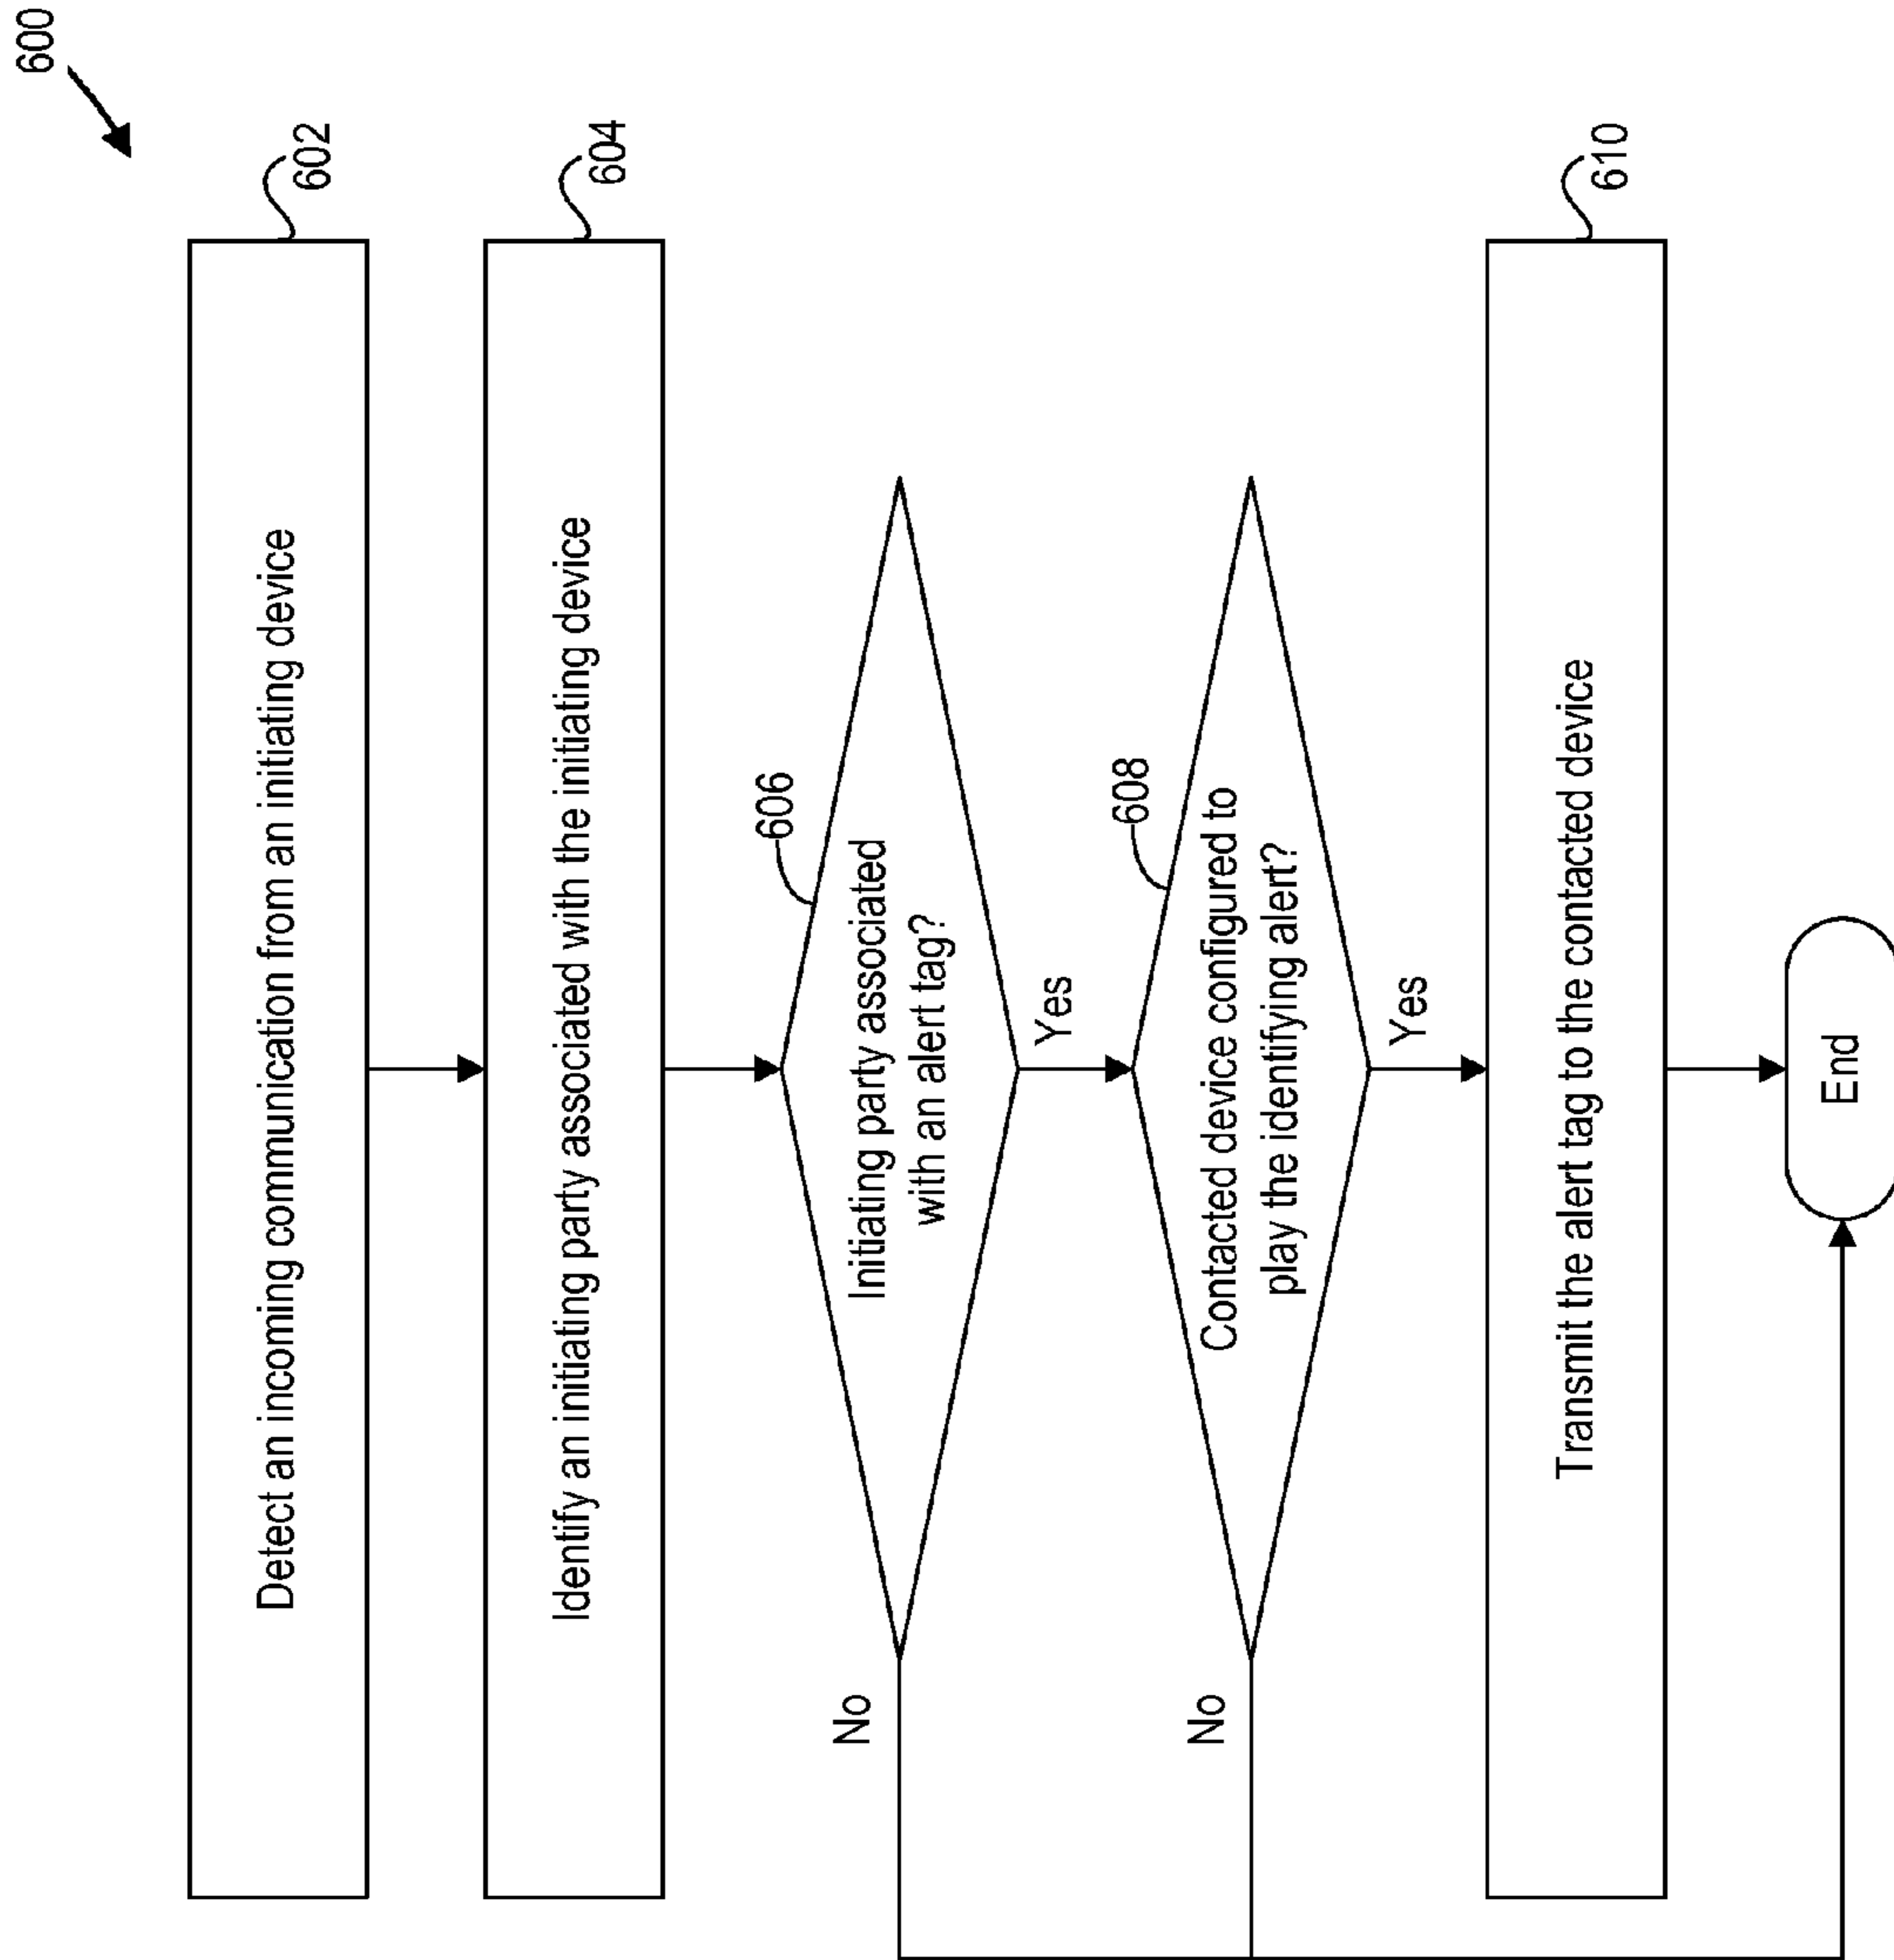 600
Detect an incoming communication from an initiating device
602
Identify an initiating party associated with the initiating device
604
606
Initiating party associated
with an alert tag?
No
Yes
608
Contacted device configured to
play the identifying alert?
No
Yes
Transmit the alert tag to the contacted device
610
End